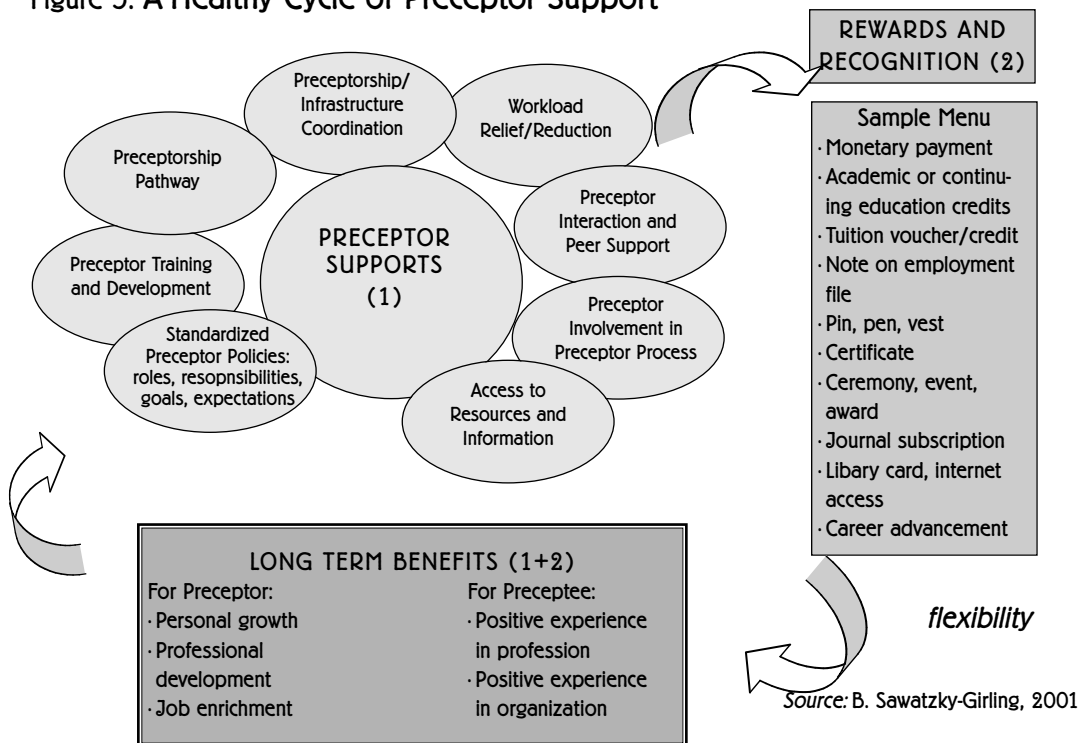 Figure 5. A Healthy Cycle of Preceptor Support
Preceptorship/
Infrastructure
Coordination
Workload
Relief/Reduction
Preceptorship
Pathway
Preceptor
Interaction and
Peer Support
PRECEPTOR
SUPPORTS
(1)
Preceptor Training
and Development
Preceptor
Involvement in
Preceptor Process
Standardized
Preceptor Policies:
roles, resopnsibilities,
goals, expectations
Access to
Resources and
Information
REWARDS AND
RECOGNITION (2)
Sample Menu
· Monetary payment
· Academic or continu-
ing education credits
· Tuition voucher/credit
· Note on employment
file
· Pin, pen, vest
· Certificate
· Ceremony, event,
award
· Journal subscription
· Libary card, internet
access
· Career advancement
flexibility
LONG TERM BENEFITS (1+2)
For Preceptor:
· Personal growth
· Professional
development
· Job enrichment
For Preceptee:
· Positive experience
in profession
· Positive experience
in organization
Source: B. Sawatzky-Girling, 2001